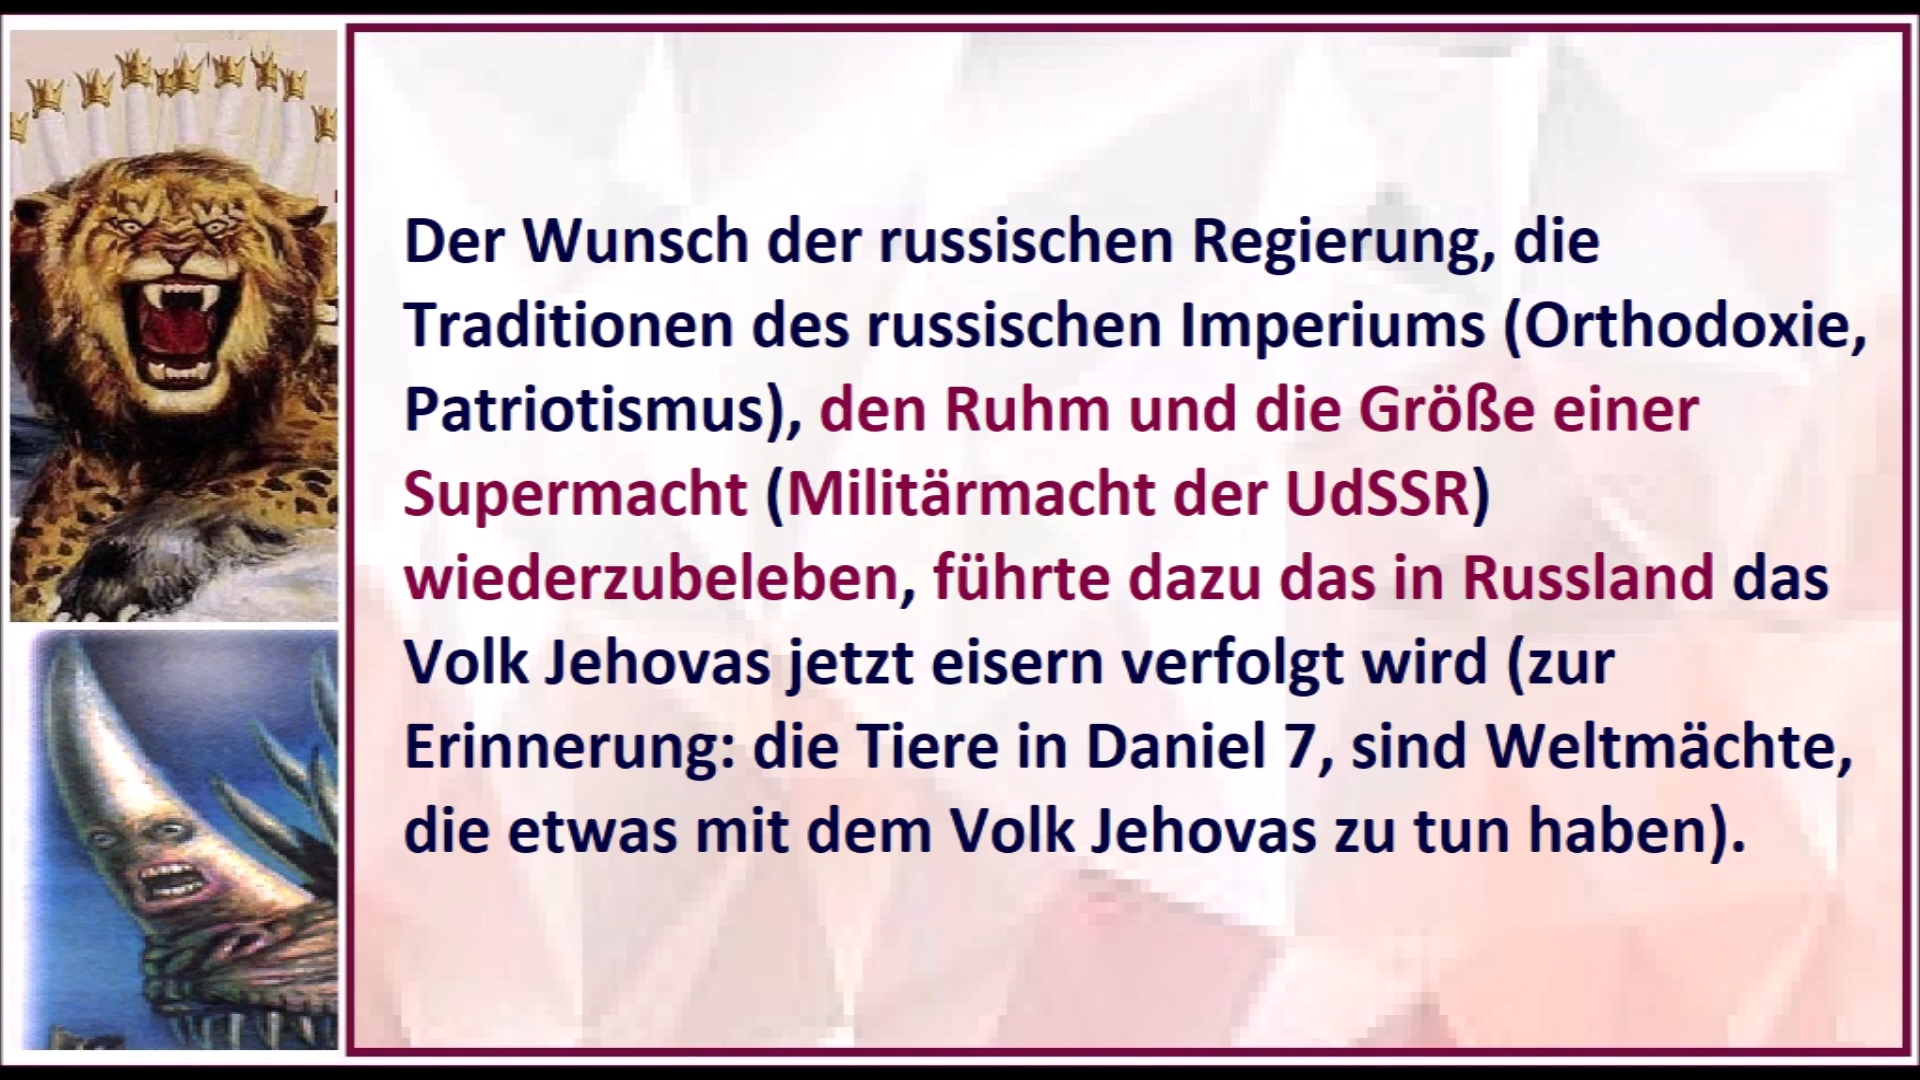 Der Wunsch der russischen Regierung, die
Traditionen des russischen Imperiums (Orthodoxie,
Patriotismus), den Ruhm und die Größe einer
Supermacht (Militärmacht der UdSSR)
wiederzubeleben, führte dazu das in Russland das
Volk Jehovas jetzt eisern verfolgt wird (zur
Erinnerung: die Tiere in Daniel 7, sind Weltmächte,
die etwas mit dem Volk Jehovas zu tun haben).